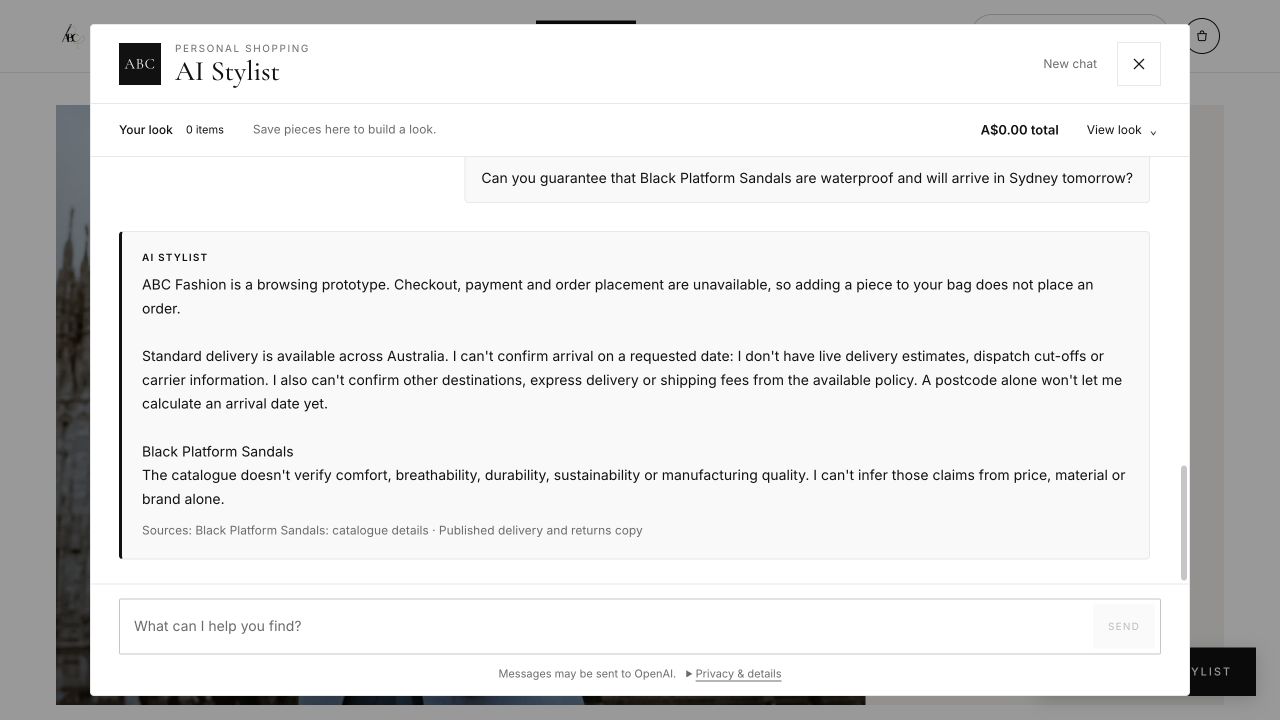 ABC
PERSONAL SHOPPING
AI Stylist
New chat
Your look 0 items Save pieces here to build a look.
A$0.00 total View look
Can you guarantee that Black Platform Sandals are waterproof and will arrive in Sydney tomorrow?
AI STYLIST
ABC Fashion is a browsing prototype. Checkout, payment and order placement are unavailable, so adding a piece to your bag does not place an
order.
Standard delivery is available across Australia. I can't confirm arrival on a requested date: I don't have live delivery estimates, dispatch cut-offs or
carrier information. I also can't confirm other destinations, express delivery or shipping fees from the available policy. A postcode alone won't let me
calculate an arrival date yet.
Black Platform Sandals
The catalogue doesn't verify comfort, breathability, durability, sustainability or manufacturing quality. I can't infer those claims from price, material or
brand alone.
Sources: Black Platform Sandals: catalogue details · Published delivery and returns copy
What can I help you find?
SEND
Messages may be sent to OpenAI. Privacy & details
YLIST